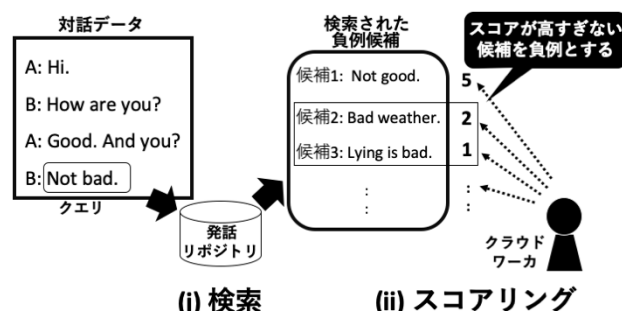 対話データ
A: Hi.
B: How are you?
A: Good. And you?
B: Not bad.
クエリ
発話
リポジトリ
(i) 検索
検索された
負例候補
候補1: Not good.
5
候補2: Bad weather.
2
候補3: Lying is bad.
1
⋮
⋮
⋮
スコアが高すぎない
候補を負例とする
クラウド
ワーカ
(ii) スコアリング